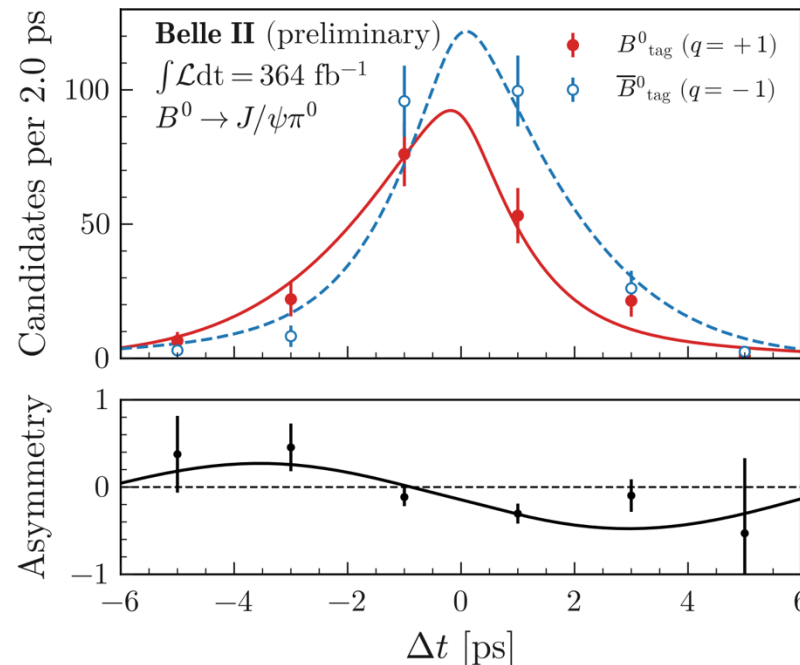 Belle II (preliminary)
∫ℒdt = 364 fb⁻¹
B⁰ → J/ψπ⁰
B⁰tag (q = +1)
B̅⁰tag (q = −1)
Candidates per 2.0 ps
100
50
0
Asymmetry
1
0
−1
−6 −4 −2 0 2 4 6
Δt [ps]